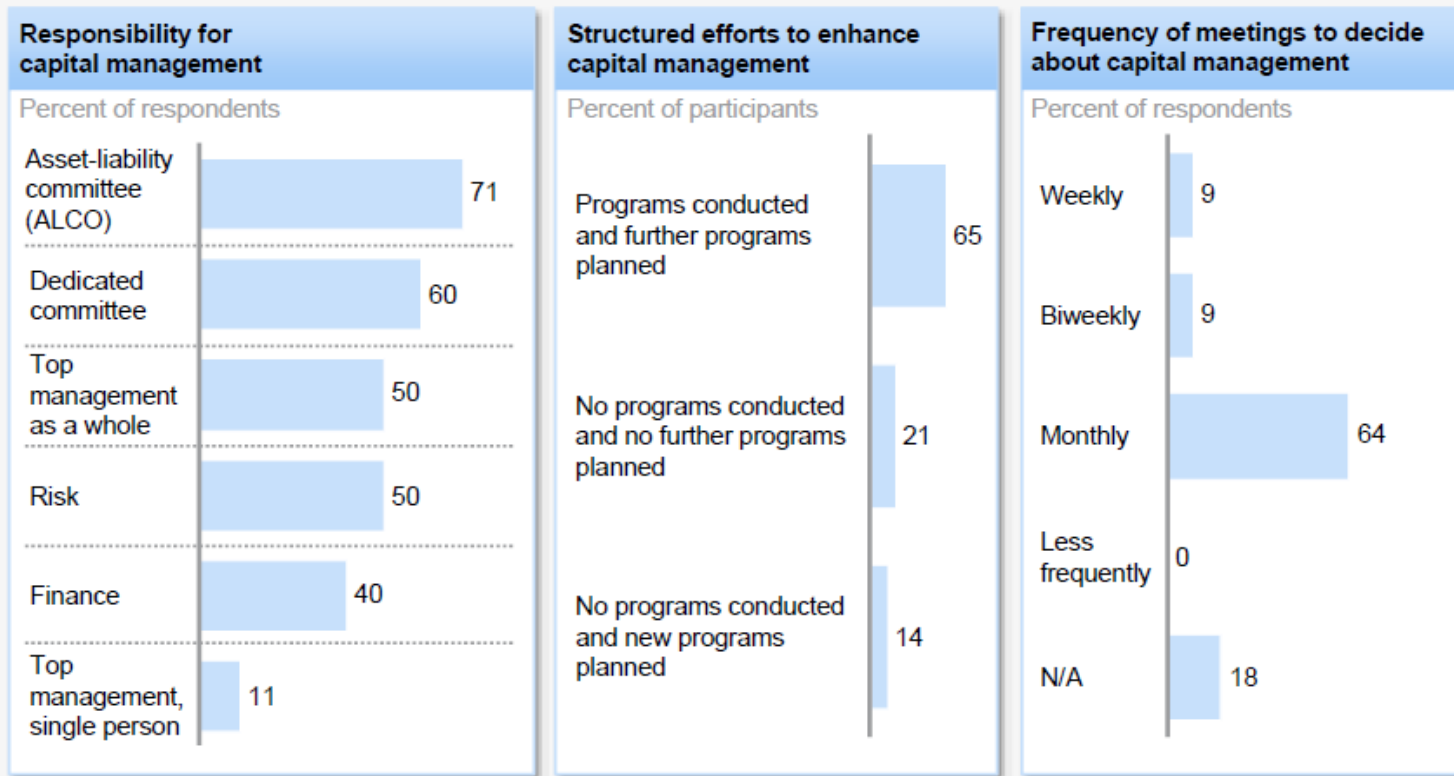 Responsibility for
capital management
Percent of respondents
Asset-liability
committee
(ALCO)
71
Dedicated
committee
60
Top
management
as a whole
50
Risk
50
Finance
40
Top
management,
single person
11
Structured efforts to enhance
capital management
Percent of participants
Programs conducted
and further programs
planned
65
No programs conducted
and no further programs
planned
21
No programs conducted
and new programs
planned
14
Frequency of meetings to decide
about capital management
Percent of respondents
Weekly
9
Biweekly
9
Monthly
64
Less
frequently
0
N/A
18